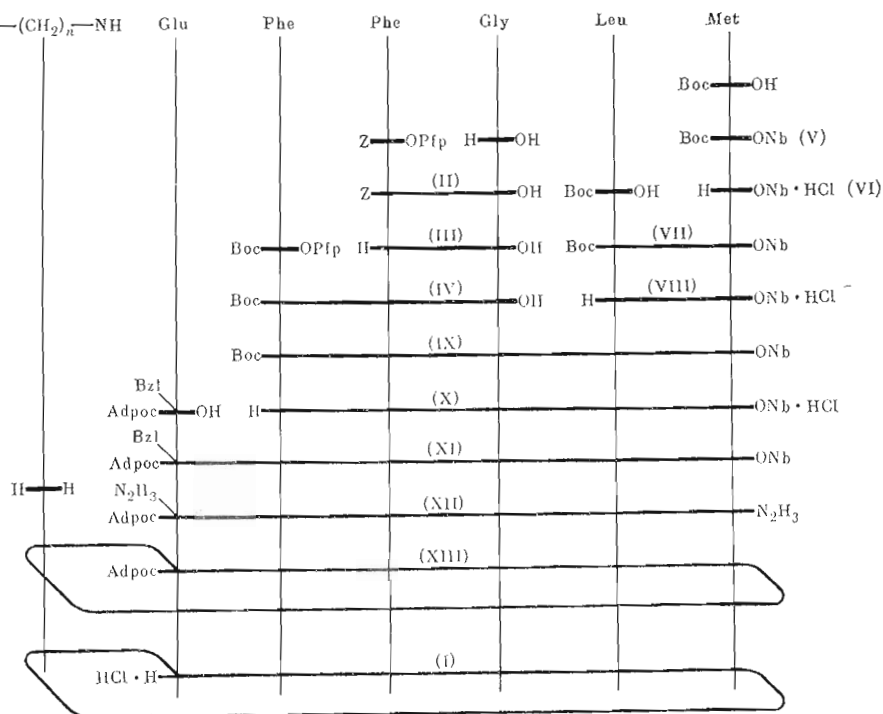 —(CH₂)ₙ—NH Glu Phe Phe Gly Leu Met
Boc OH
Z OPfp H OH Boc ONb (V)
Z (II) OH Boc OH H ONb · HCl (VI)
Boc OPfp H (III) OH Boc (VII) ONb
Boc (IV) OH H (VIII) ONb · HCl
Boc (IX) ONb
Bzl
Adpoc OH H (X) ONb · HCl
Bzl
Adpoc (XI) ONb
H H N₂H₃
Adpoc (XII) N₂H₃
Adpoc (XIII)
HCl · H (I)